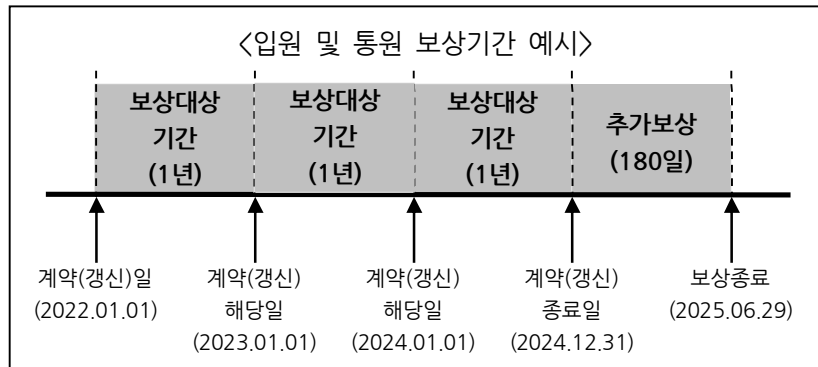 <입원 및 통원 보상기간 예시>
보상대상
기간
(1년)
보상대상
기간
(1년)
보상대상
기간
(1년)
추가보상
(180일)
계약(갱신)일
(2022.01.01)
계약(갱신)
해당일
(2023.01.01)
계약(갱신)
해당일
(2024.01.01)
계약(갱신)
종료일
(2024.12.31)
보상종료
(2025.06.29)